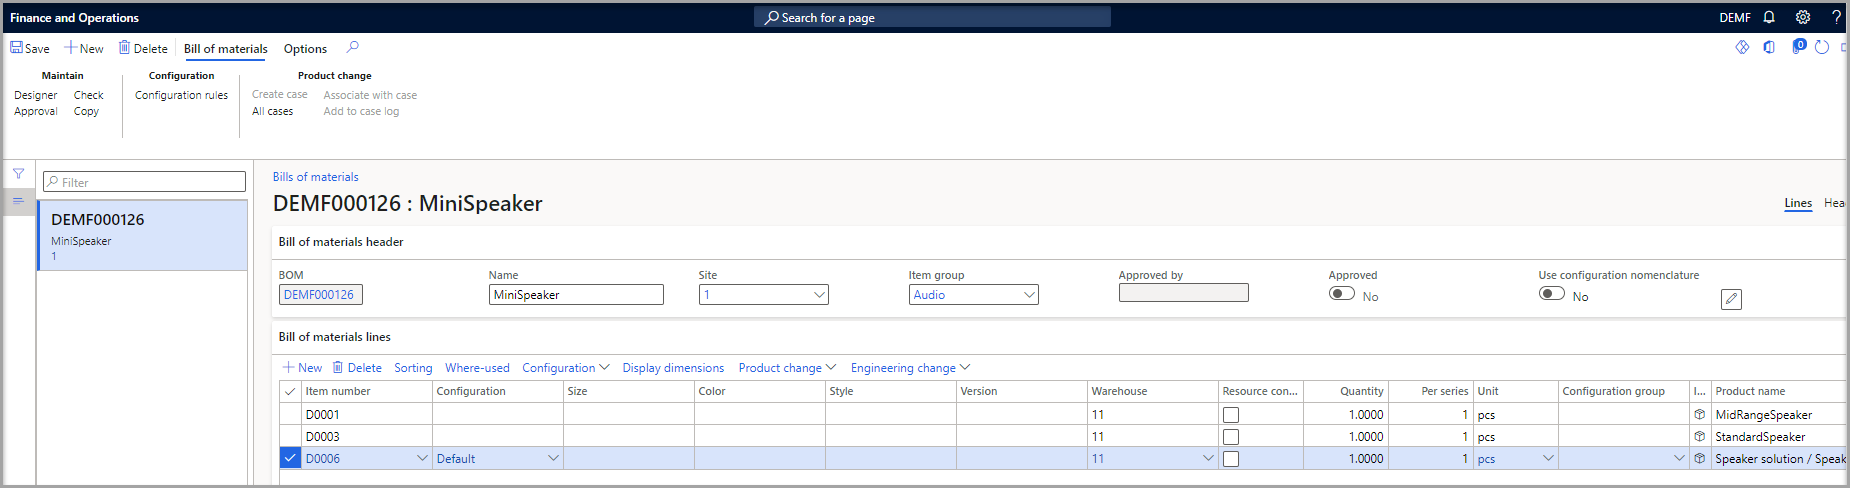 Finance and Operations
Search for a page
DEMF
?
Save New Delete Bill of materials Options
0
Maintain
Designer Check
Approval Copy
Configuration
Configuration rules
Product change
Create case Associate with case
All cases Add to case log
Filter
DEMF000126
MiniSpeaker
1
Bills of materials
DEMF000126 : MiniSpeaker
Lines
Bill of materials header
BOM Name Site Item group Approved by Approved Use configuration nomenclature
DEMF000126 MiniSpeaker 1 Audio No No
Bill of materials lines
New Delete Sorting Where-used Configuration Display dimensions Product change Engineering change
Item number Configuration Size Color Style Version Warehouse Resource con... Quantity Per series Unit Configuration group I... Product name
D0001 11 1.0000 1 pcs MidRangeSpeaker
D0003 11 1.0000 1 pcs StandardSpeaker
D0006 Default 11 1.0000 1 pcs Speaker solution /